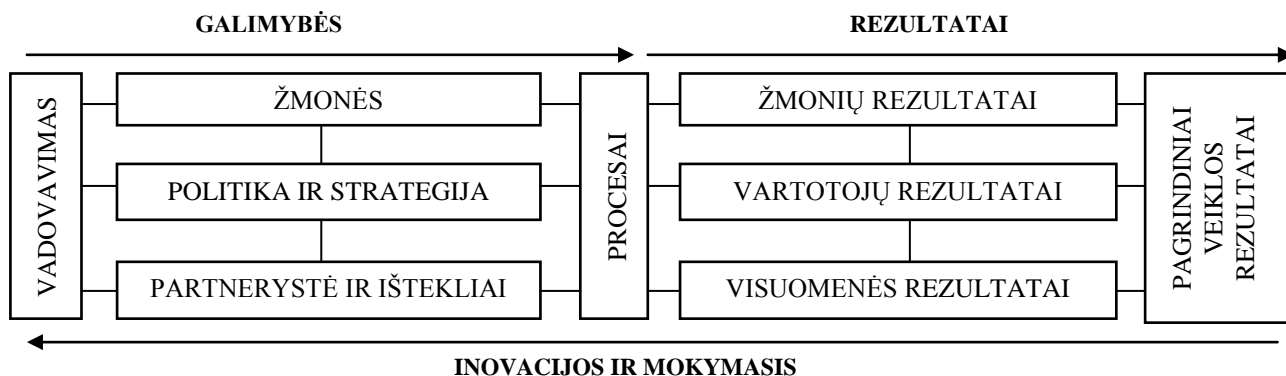 GALIMYBĖS
REZULTATAI
VADOVAVIMAS
ŽMONĖS
POLITIKA IR STRATEGIJA
PARTNERYSTĖ IR IŠTEKLIAI
PROCESAI
ŽMONIŲ REZULTATAI
VARTOTOJŲ REZULTATAI
VISUOMENĖS REZULTATAI
PAGRINDINIAI
VEIKLOS
REZULTATAI
INOVACIJOS IR MOKYMASIS